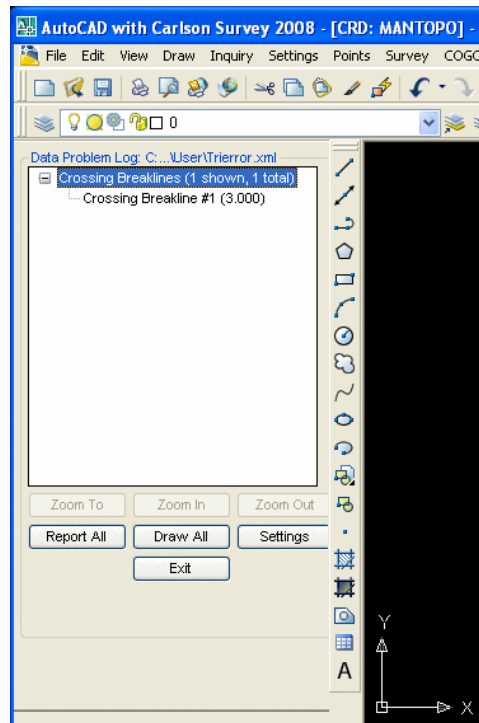 AutoCAD with Carlson Survey 2008 - [CRD: MANTOPO] -
File Edit View Draw Inquiry Settings Points Survey COGO
0
Data Problem Log: C:...\User\Trierror.xml
Crossing Breaklines (1 shown, 1 total)
Crossing Breakline #1 (3.000)
Zoom To Zoom In Zoom Out
Report All Draw All Settings
Exit
A
Y
X